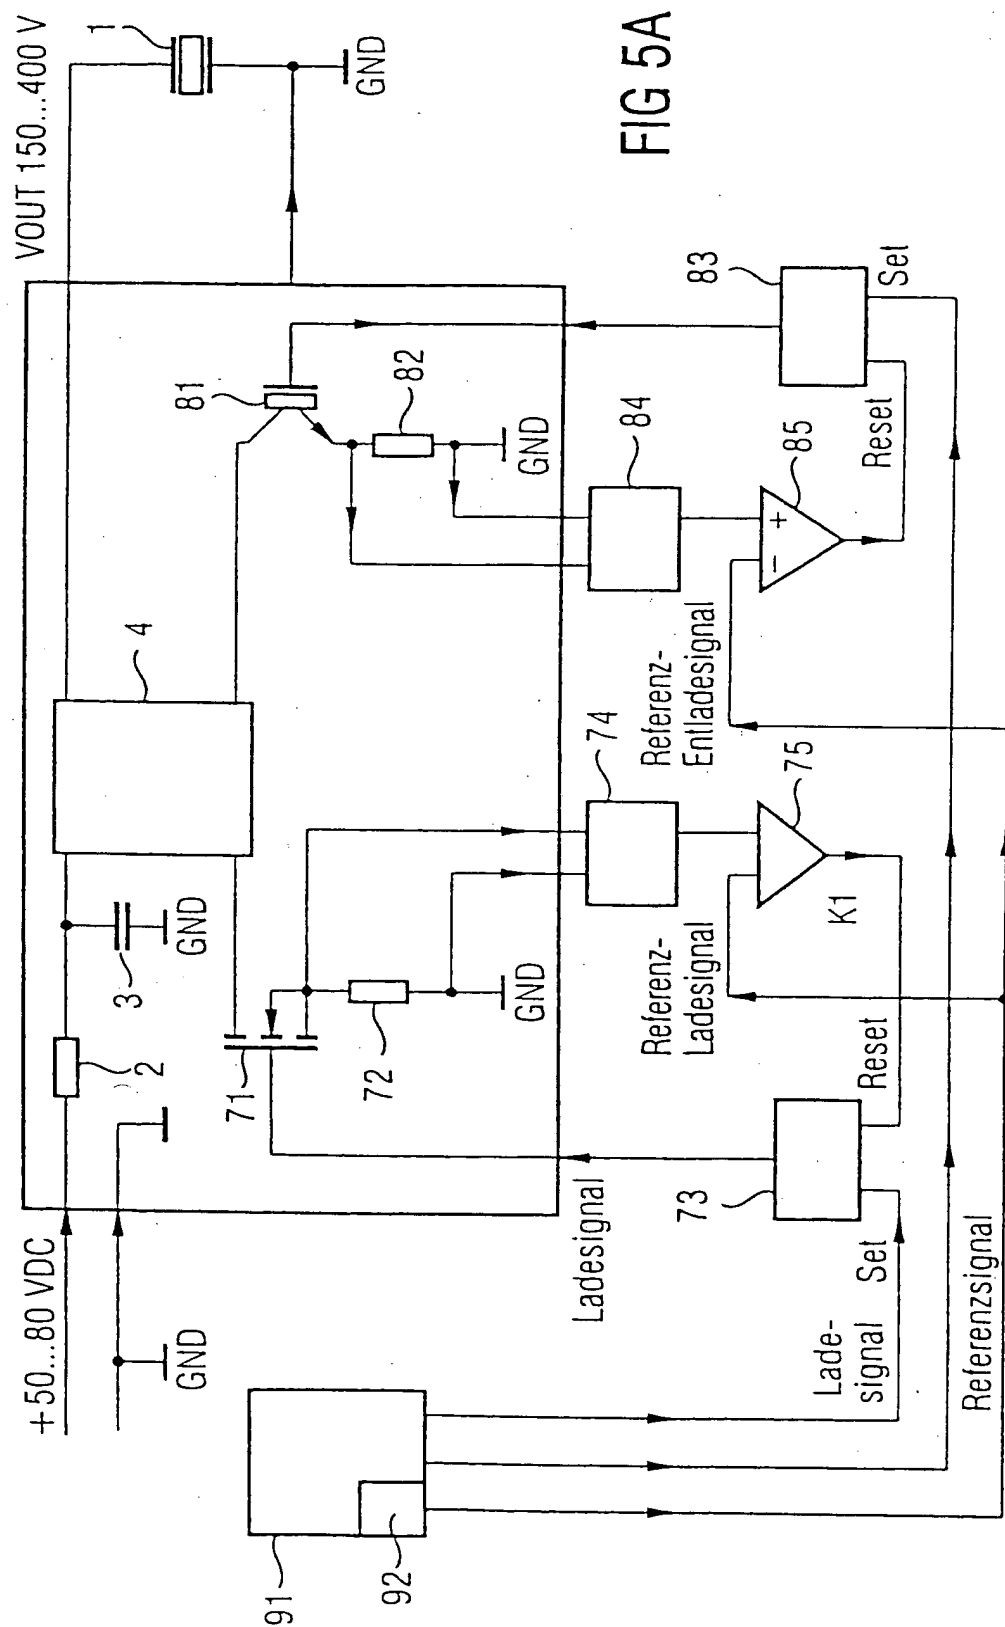 +50...80 VDC
VOUT 150...400 V
GND
2
3
GND
4
1
GND
71
72
GND
81
82
GND
FIG 5A
91
92
Ladesignal
Referenz-
Ladesignal
74
75
K1
Referenz-
Entladesignal
84
85
83
Reset
Set
73
Set
Reset
Lade-
signal
Referenzsignal
+
−